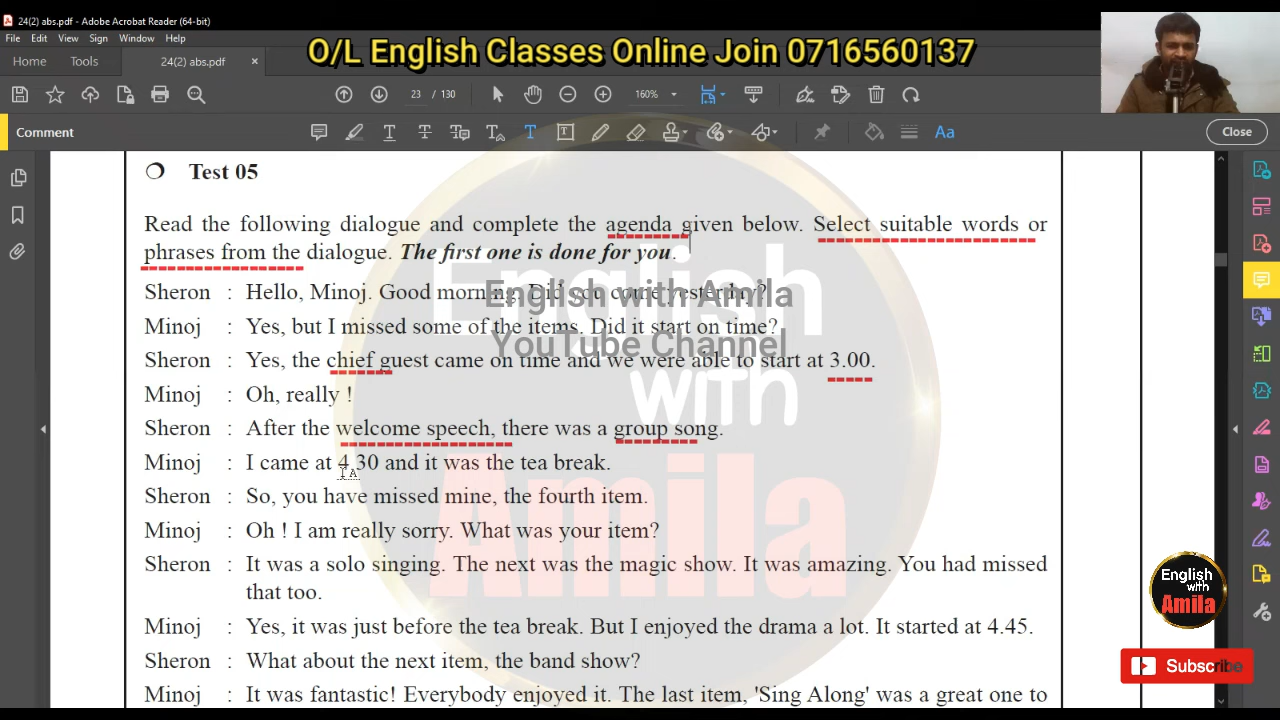 24(2) abs.pdf - Adobe Acrobat Reader (64-bit)
File Edit View Sign Window Help
O/L English Classes Online Join 0716560137
Home Tools 24(2) abs.pdf ×
23 / 130 160%
Comment
Close
Test 05
Read the following dialogue and complete the agenda given below. Select suitable words or
phrases from the dialogue. The first one is done for you.
Sheron : Hello, Minoj. Good morning. Did you come yesterday?
English with Amila
Minoj : Yes, but I missed some of the items. Did it start on time?
YouTube Channel
Sheron : Yes, the chief guest came on time and we were able to start at 3.00.
Minoj : Oh, really !
Sheron : After the welcome speech, there was a group song.
Minoj : I came at 4.30 and it was the tea break.
Sheron : So, you have missed mine, the fourth item.
Minoj : Oh ! I am really sorry. What was your item?
Sheron : It was a solo singing. The next was the magic show. It was amazing. You had missed
that too.
Minoj : Yes, it was just before the tea break. But I enjoyed the drama a lot. It started at 4.45.
Sheron : What about the next item, the band show?
Minoj : It was fantastic! Everybody enjoyed it. The last item, 'Sing Along' was a great one to
English
with
Amila
English
with
Amila
Subscribe